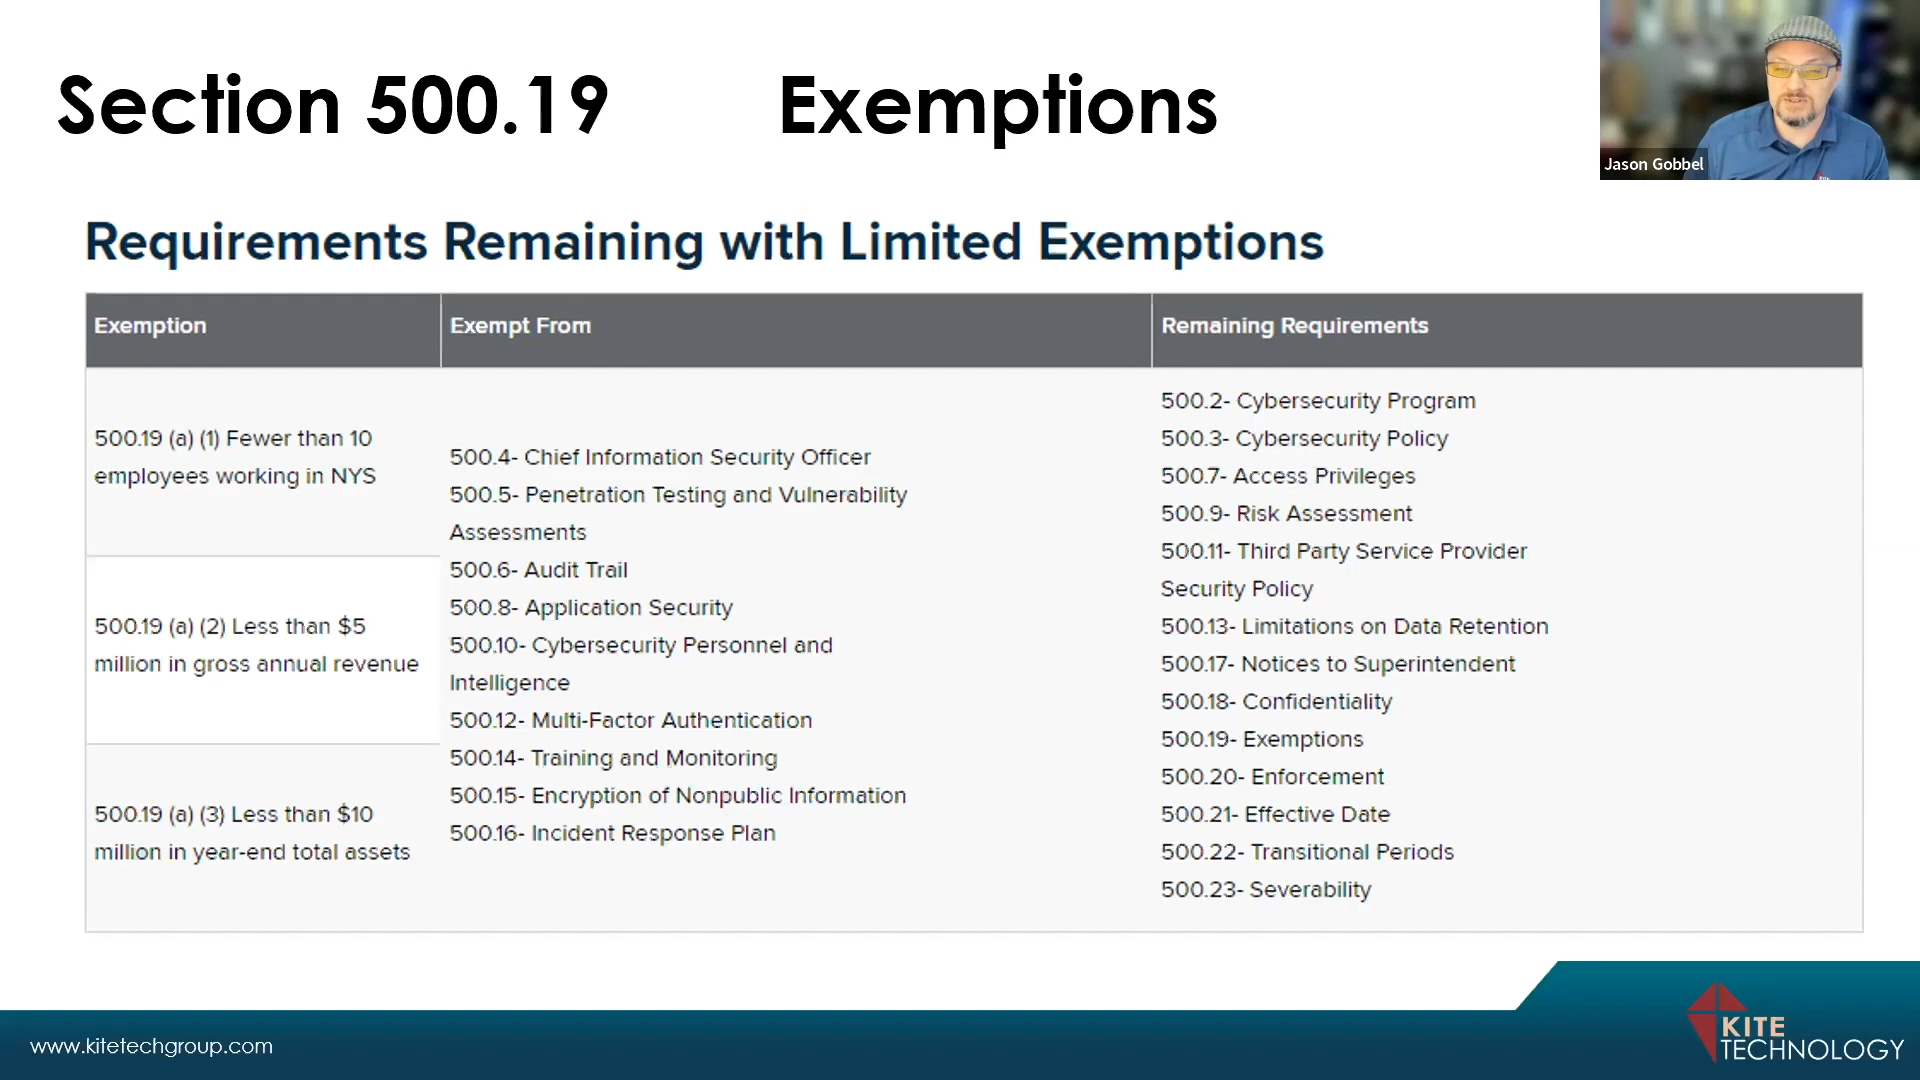 Section 500.19 Exemptions
Jason Gobbel
Requirements Remaining with Limited Exemptions
Exemption
Exempt From
Remaining Requirements
500.19 (a) (1) Fewer than 10
employees working in NYS
500.19 (a) (2) Less than $5
million in gross annual revenue
500.19 (a) (3) Less than $10
million in year-end total assets
500.4- Chief Information Security Officer
500.5- Penetration Testing and Vulnerability
Assessments
500.6- Audit Trail
500.8- Application Security
500.10- Cybersecurity Personnel and
Intelligence
500.12- Multi-Factor Authentication
500.14- Training and Monitoring
500.15- Encryption of Nonpublic Information
500.16- Incident Response Plan
500.2- Cybersecurity Program
500.3- Cybersecurity Policy
500.7- Access Privileges
500.9- Risk Assessment
500.11- Third Party Service Provider
Security Policy
500.13- Limitations on Data Retention
500.17- Notices to Superintendent
500.18- Confidentiality
500.19- Exemptions
500.20- Enforcement
500.21- Effective Date
500.22- Transitional Periods
500.23- Severability
www.kitetechgroup.com
KITE
TECHNOLOGY